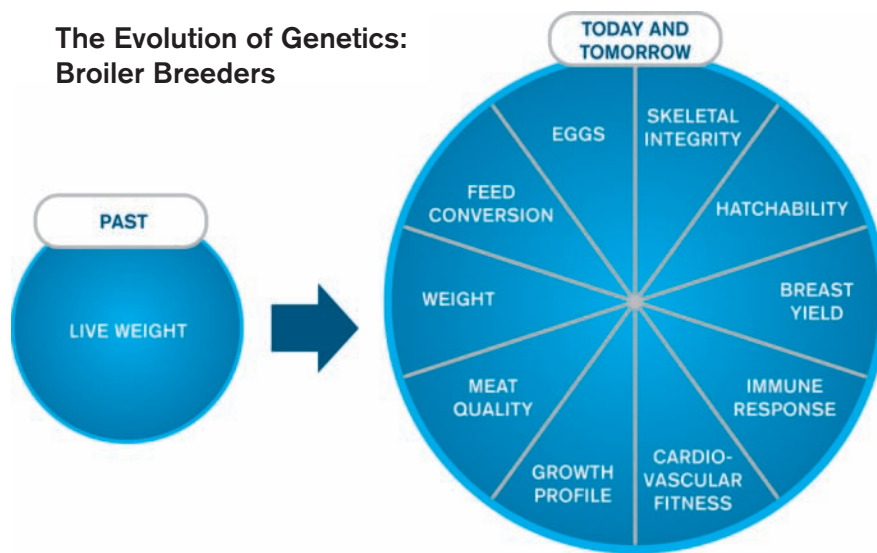 The Evolution of Genetics:
Broiler Breeders
PAST
LIVE WEIGHT
TODAY AND
TOMORROW
EGGS
SKELETAL
INTEGRITY
HATCHABILITY
BREAST
YIELD
IMMUNE
RESPONSE
CARDIO-
VASCULAR
FITNESS
GROWTH
PROFILE
MEAT
QUALITY
WEIGHT
FEED
CONVERSION